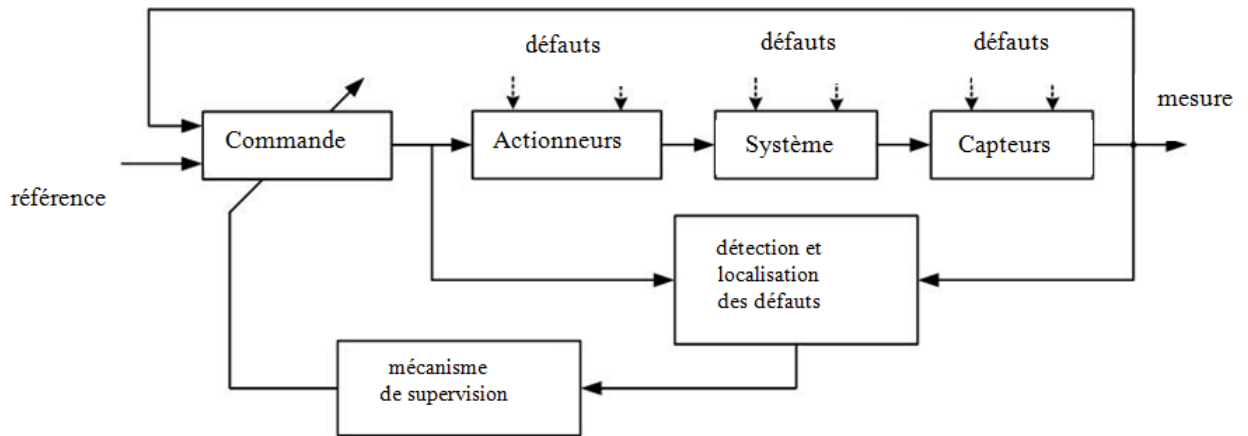 défauts
défauts
défauts
mesure
Commande
Actionneurs
Système
Capteurs
référence
détection et
localisation
des défauts
mécanisme
de supervision